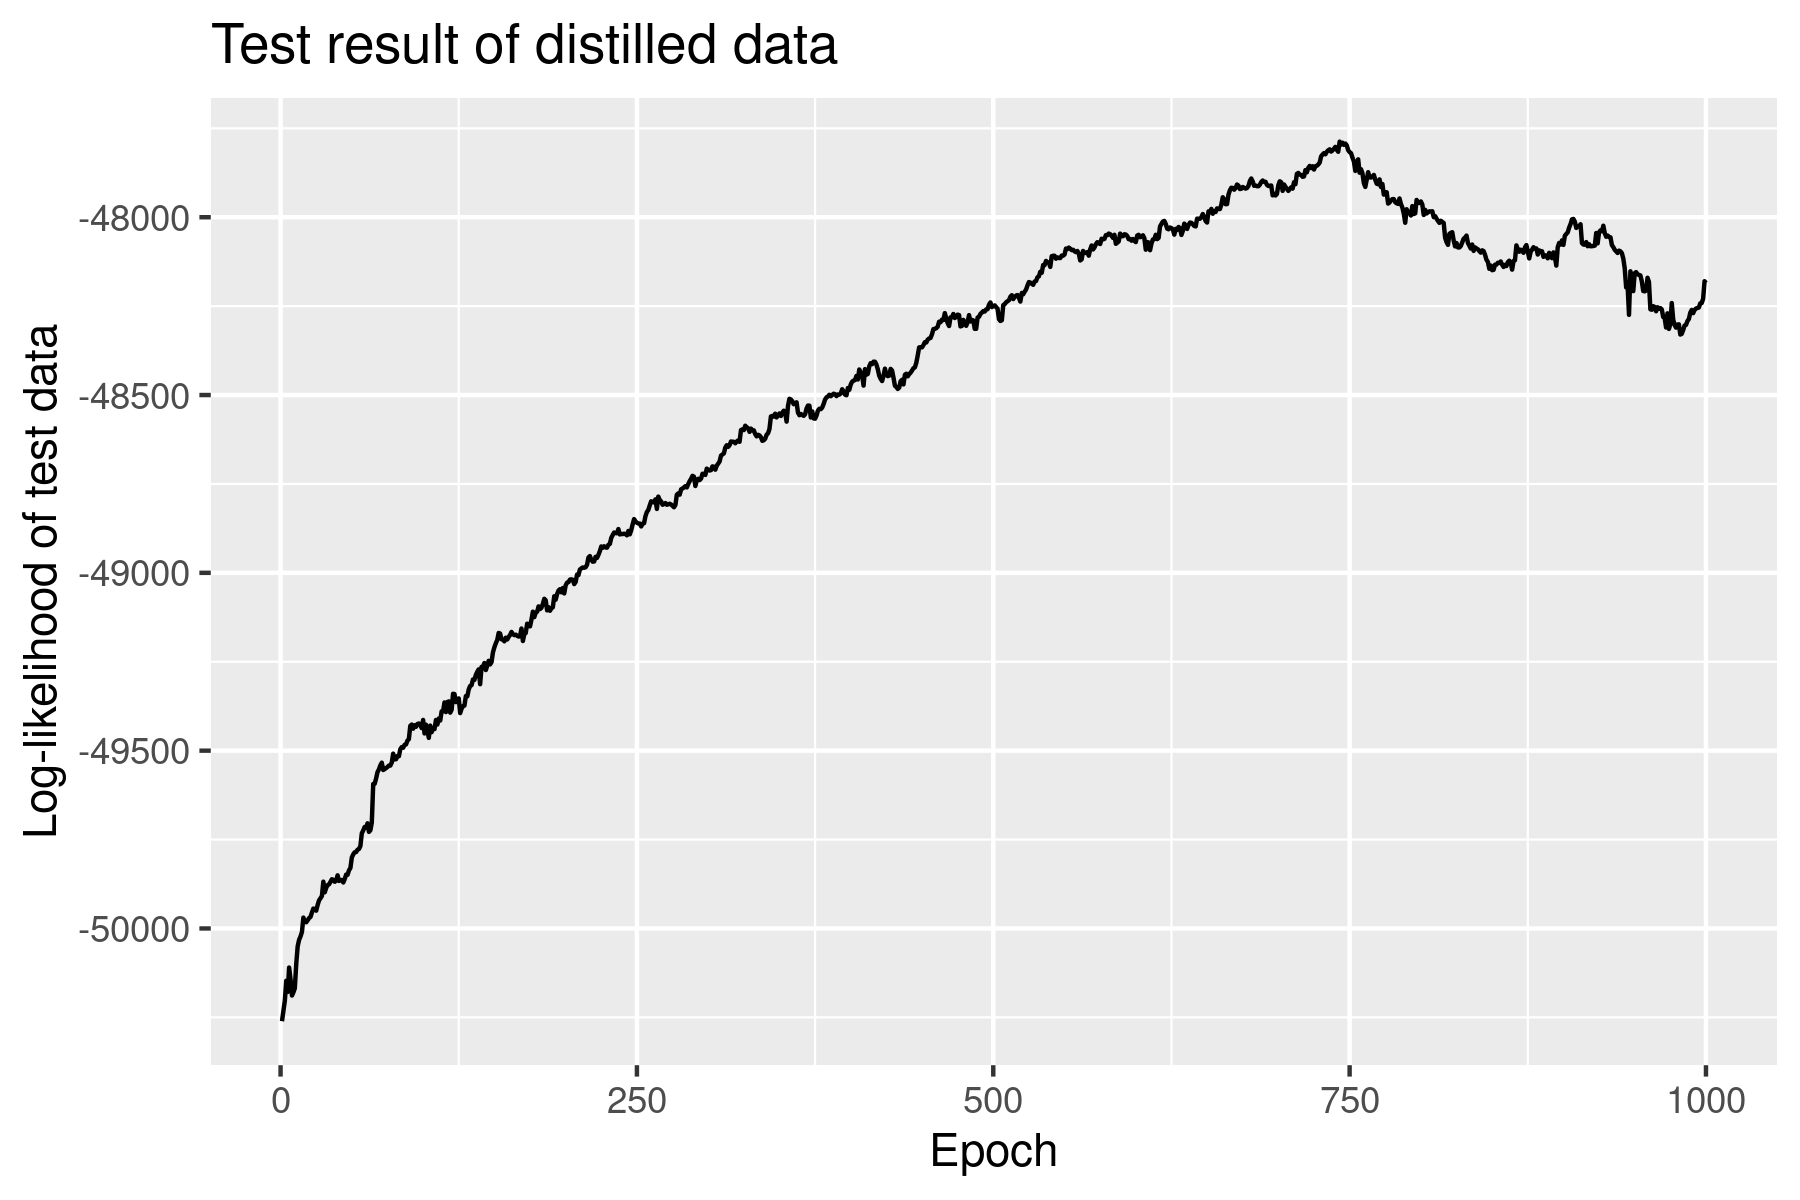 Test result of distilled data
Log-likelihood of test data
-48000
-48500
-49000
-49500
-50000
0 250 500 750 1000
Epoch